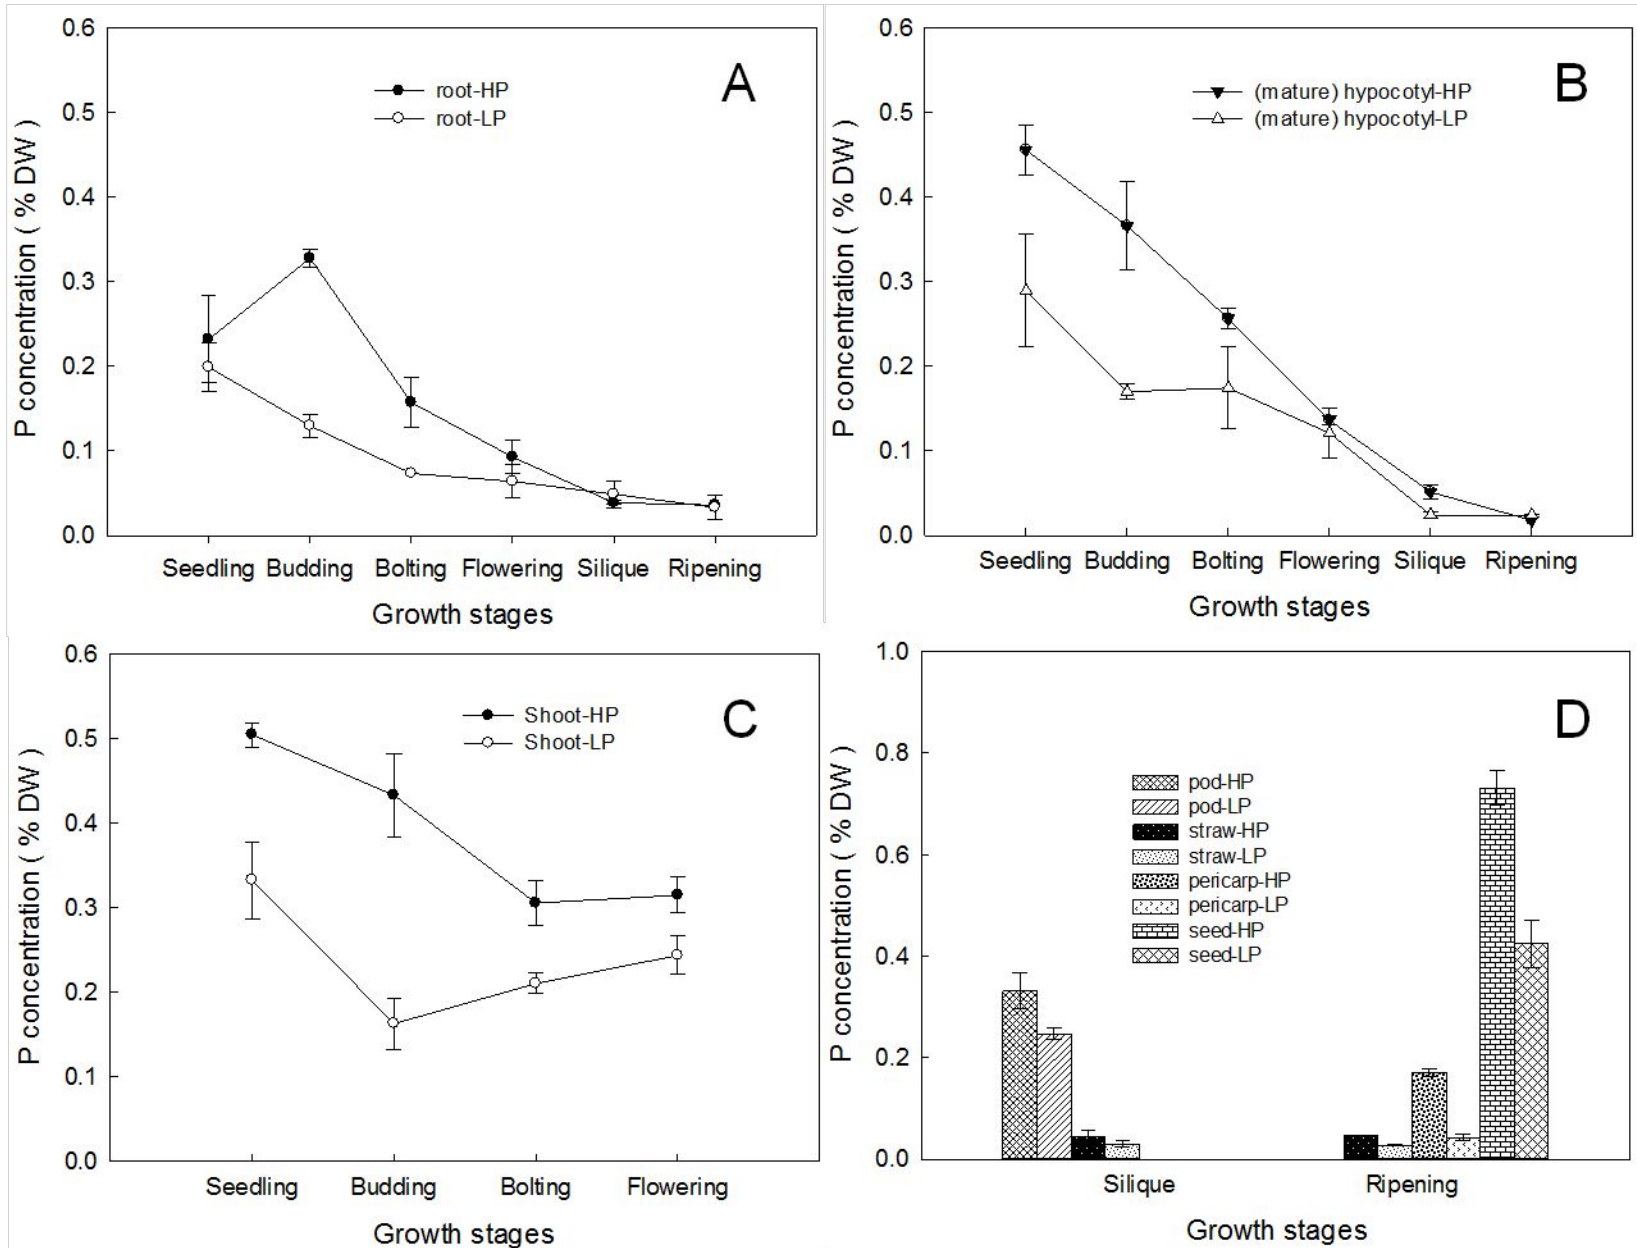 A
0.6
0.5
0.4
0.3
0.2
0.1
0.0
P concentration ( % DW )
root-HP
root-LP
Seedling Budding Bolting Flowering Silique Ripening
Growth stages
B
0.6
0.5
0.4
0.3
0.2
0.1
0.0
P concentration ( % DW )
(mature) hypocotyl-HP
(mature) hypocotyl-LP
Seedling Budding Bolting Flowering Silique Ripening
Growth stages
C
0.6
0.5
0.4
0.3
0.2
0.1
0.0
P concentration ( % DW )
Shoot-HP
Shoot-LP
Seedling Budding Bolting Flowering
Growth stages
D
1.0
0.8
0.6
0.4
0.2
0.0
P concentration ( % DW )
pod-HP
pod-LP
straw-HP
straw-LP
pericarp-HP
pericarp-LP
seed-HP
seed-LP
Silique Ripening
Growth stages